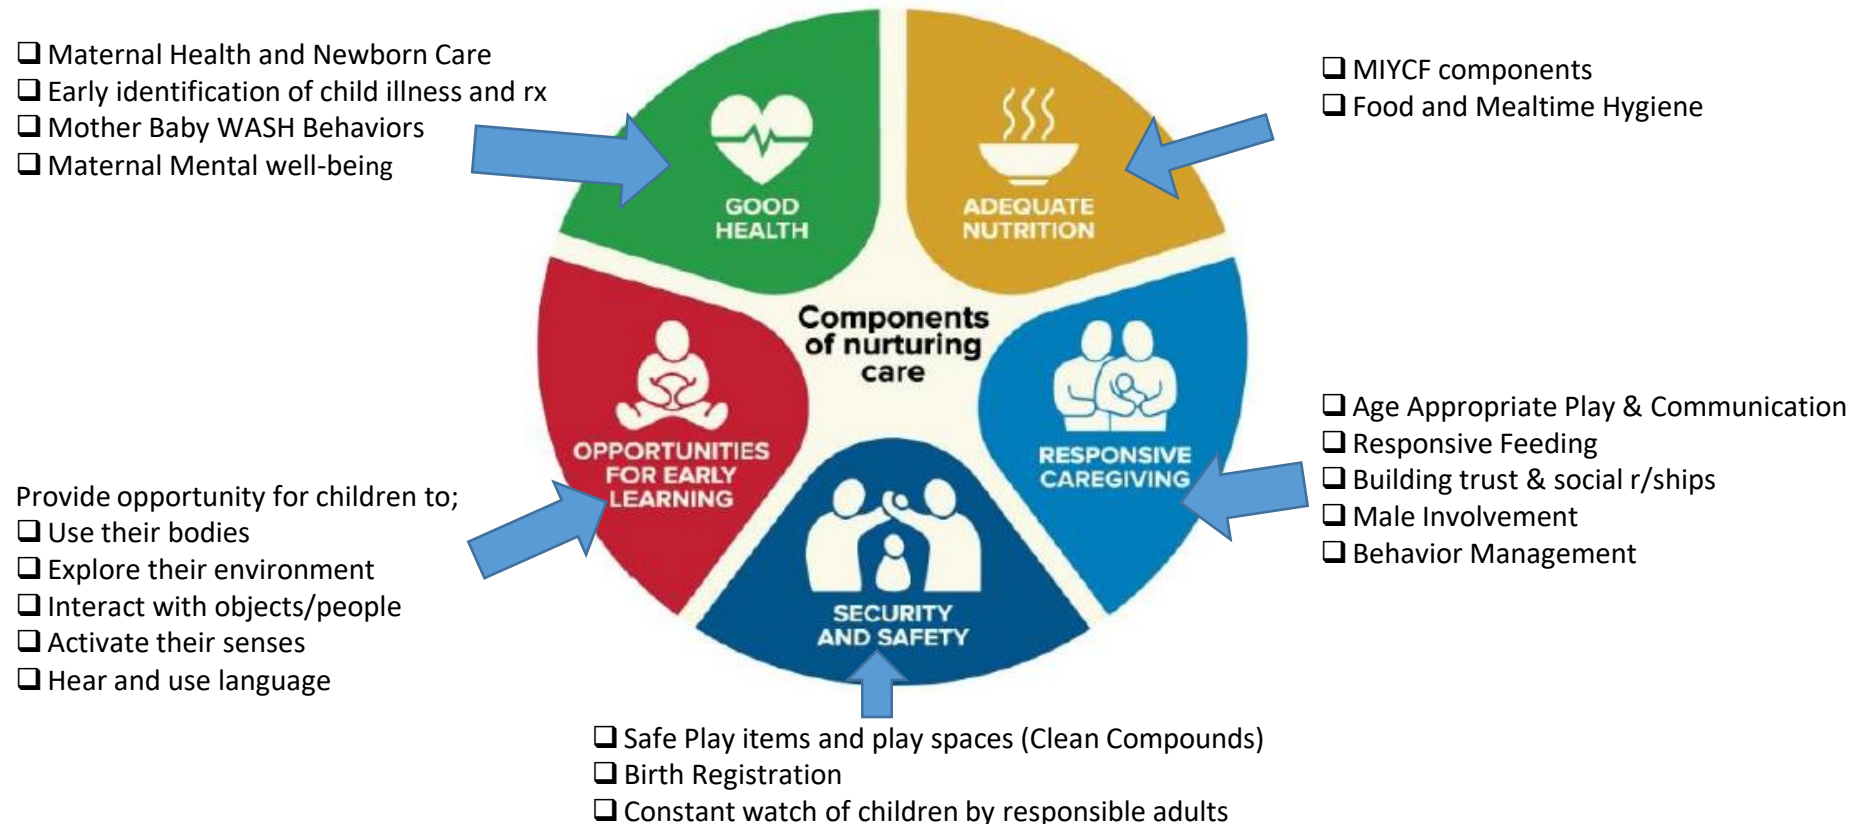 ❑ Maternal Health and Newborn Care
❑ Early identification of child illness and rx
❑ Mother Baby WASH Behaviors
❑ Maternal Mental well-being
❑ MIYCF components
❑ Food and Mealtime Hygiene
GOOD
HEALTH
ADEQUATE
NUTRITION
Components
of nurturing
care
OPPORTUNITIES
FOR EARLY
LEARNING
RESPONSIVE
CAREGIVING
SECURITY
AND SAFETY
❑ Age Appropriate Play & Communication
❑ Responsive Feeding
❑ Building trust & social r/ships
❑ Male Involvement
❑ Behavior Management
Provide opportunity for children to;
❑ Use their bodies
❑ Explore their environment
❑ Interact with objects/people
❑ Activate their senses
❑ Hear and use language
❑ Safe Play items and play spaces (Clean Compounds)
❑ Birth Registration
❑ Constant watch of children by responsible adults